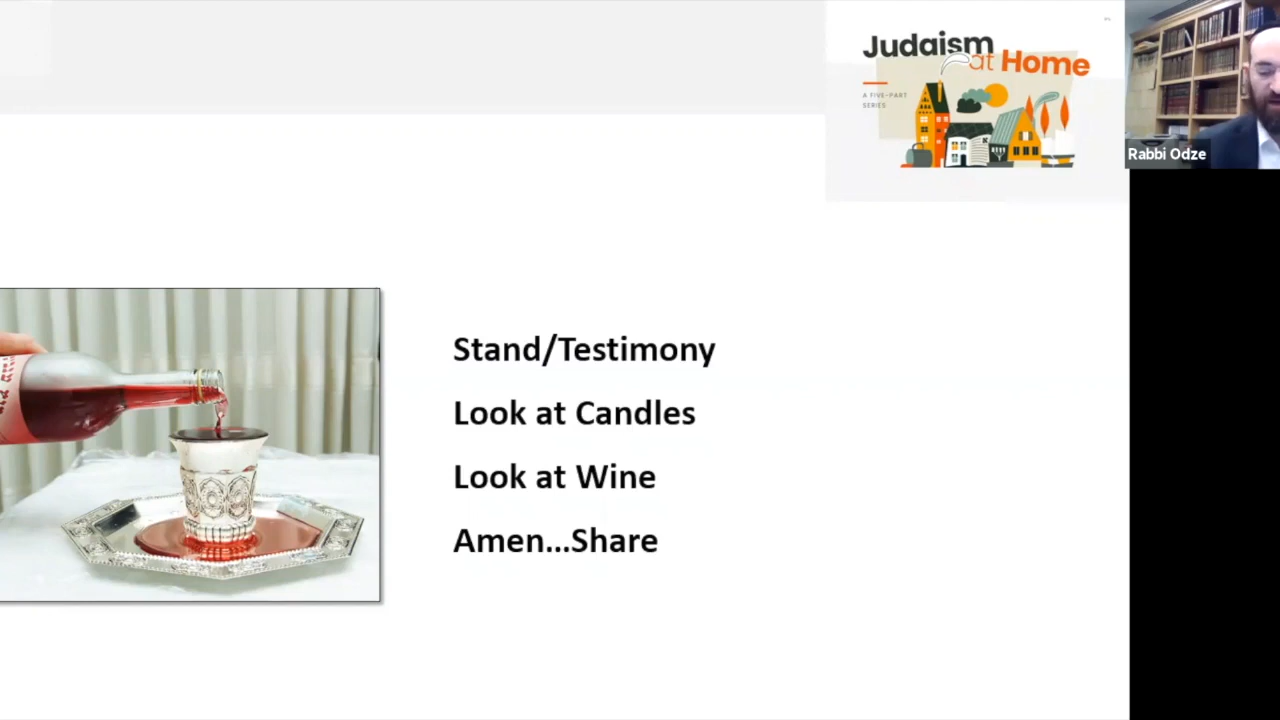 Judaism
at Home
A FIVE-PART
SERIES
Rabbi Odze
Stand/Testimony
Look at Candles
Look at Wine
Amen...Share